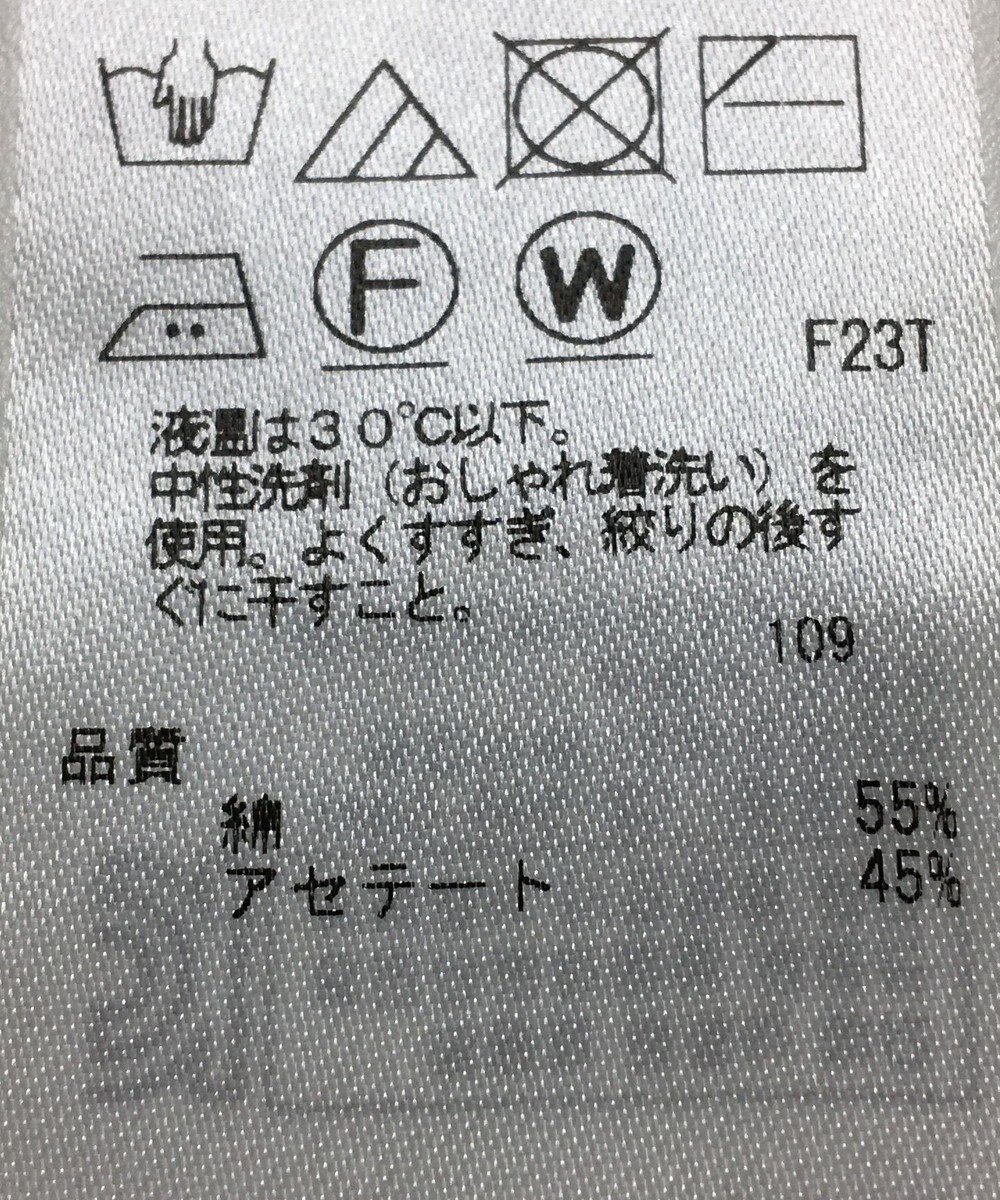 F
W
F23T
液温は30℃以下。
中性洗剤（おしゃれ着洗い）を
使用。よくすすぎ、絞りの後す
ぐに干すこと。
109
品質
綿 55%
アセテート 45%